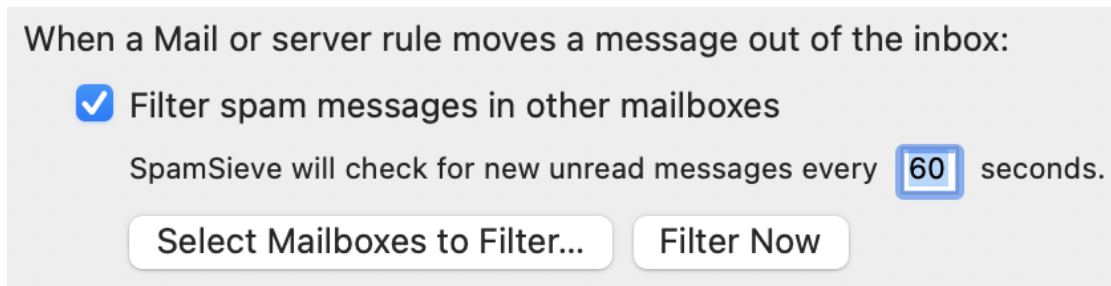 When a Mail or server rule moves a message out of the inbox:
Filter spam messages in other mailboxes
SpamSieve will check for new unread messages every 60 seconds.
Select Mailboxes to Filter... Filter Now